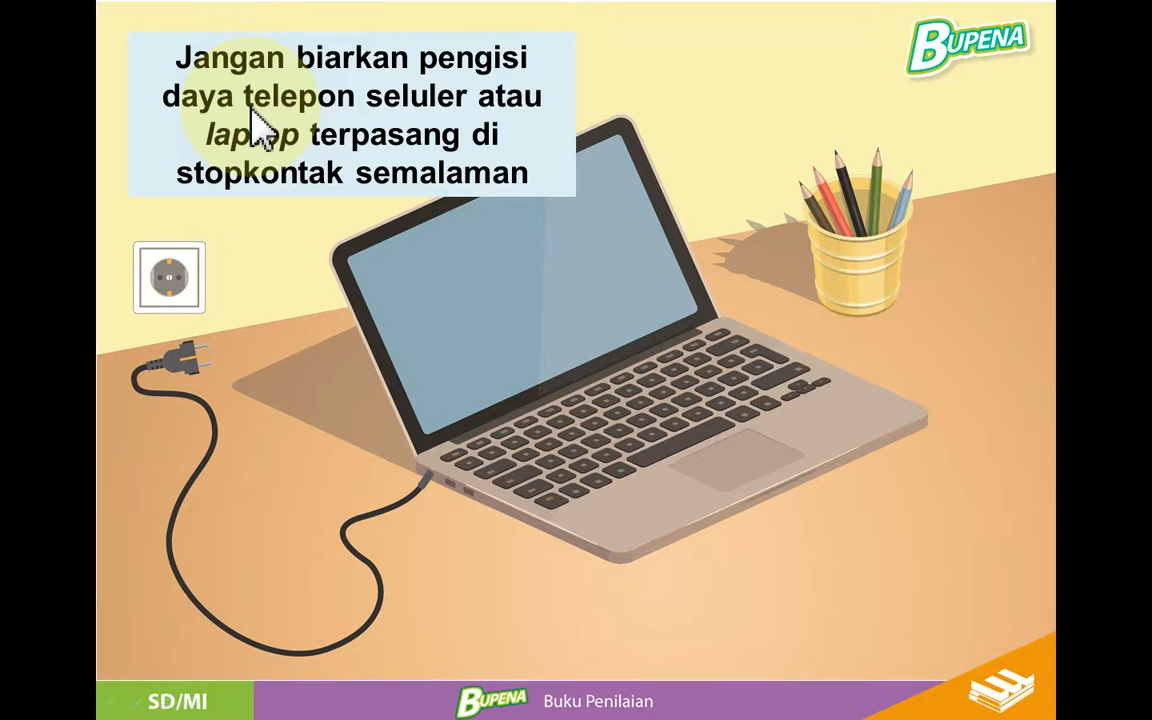 Jangan biarkan pengisi
daya telepon seluler atau
laptop terpasang di
stopkontak semalaman
BUPENA
SD/MI
BUPENA Buku Penilaian